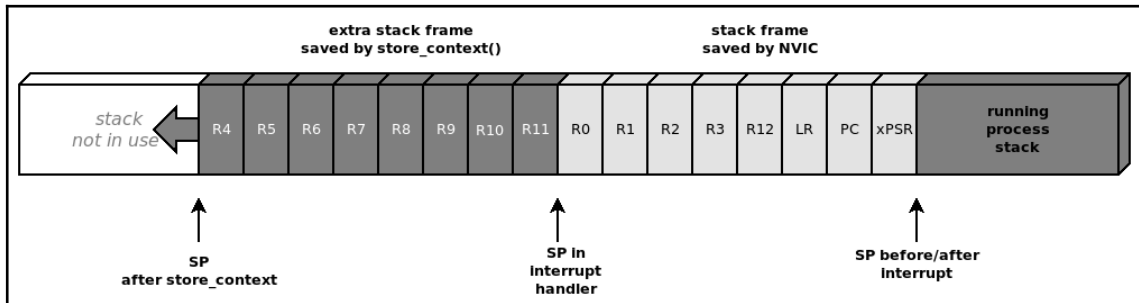 extra stack frame
saved by store_context()
stack frame
saved by NVIC
stack
not in use
R4
R5
R6
R7
R8
R9
R10
R11
R0
R1
R2
R3
R12
LR
PC
xPSR
running
process
stack
SP
after store_context
SP in
interrupt
handler
SP before/after
interrupt